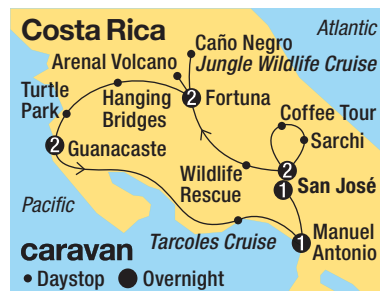 Costa Rica
Atlantic
Caño Negro
Arenal Volcano
Jungle Wildlife Cruise
Turtle
Park
Hanging
Bridges
2 Fortuna
Coffee Tour
Sarchi
2 Guanacaste
Wildlife
Rescue
2
1 San José
Pacific
Tarcoles Cruise
1 Manuel
Antonio
caravan
• Daystop ● Overnight